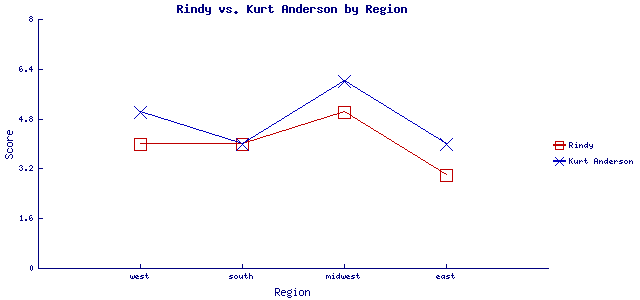 Rindy vs. Kurt Anderson by Region
8
6.4
4.8
3.2
1.6
0
Score
west south midwest east
Region
Rindy
Kurt Anderson